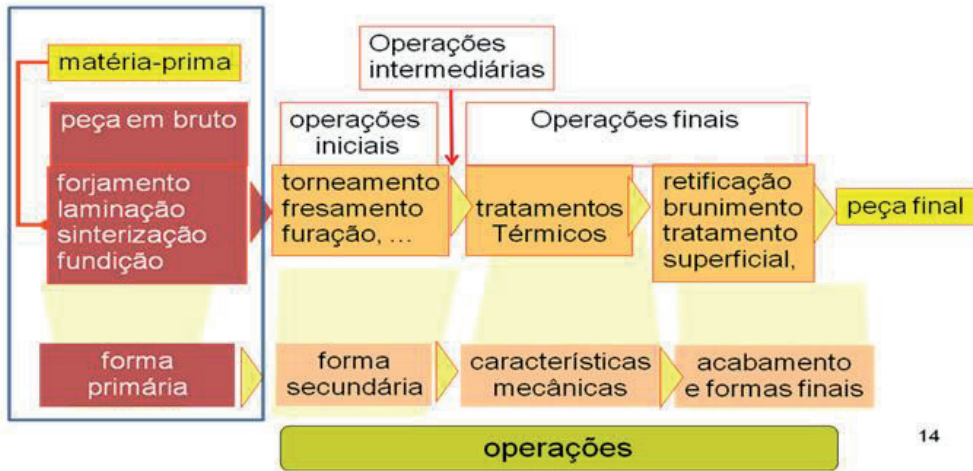 matéria-prima
peça em bruto
forjamento
laminação
sinterização
fundição
Operações
intermediárias
operações
iniciais
torneamento
fresamento
furação, ...
Operações finais
tratamentos
Térmicos
retificação
brunimento
tratamento
superficial,
peça final
forma
primária
forma
secundária
características
mecânicas
acabamento
e formas finais
operações
14